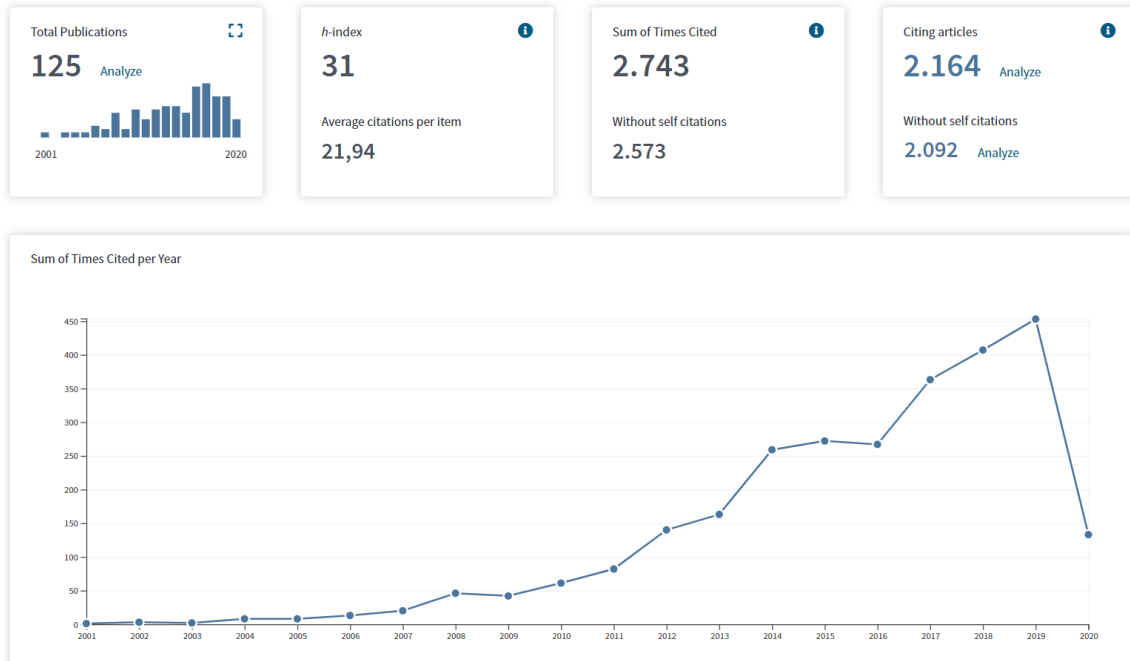 Total Publications
125 Analyze
2001 2020
h-index
31
Average citations per item
21,94
Sum of Times Cited
2.743
Without self citations
2.573
Citing articles
2.164 Analyze
Without self citations
2.092 Analyze
Sum of Times Cited per Year
450
400
350
300
250
200
150
100
50
0
2001 2002 2003 2004 2005 2006 2007 2008 2009 2010 2011 2012 2013 2014 2015 2016 2017 2018 2019 2020